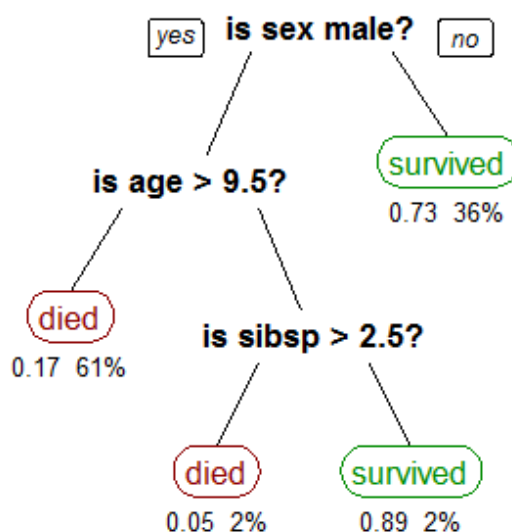 yes is sex male? no
survived
is age > 9.5?
0.73 36%
died
is sibsp > 2.5?
0.17 61%
died survived
0.05 2% 0.89 2%